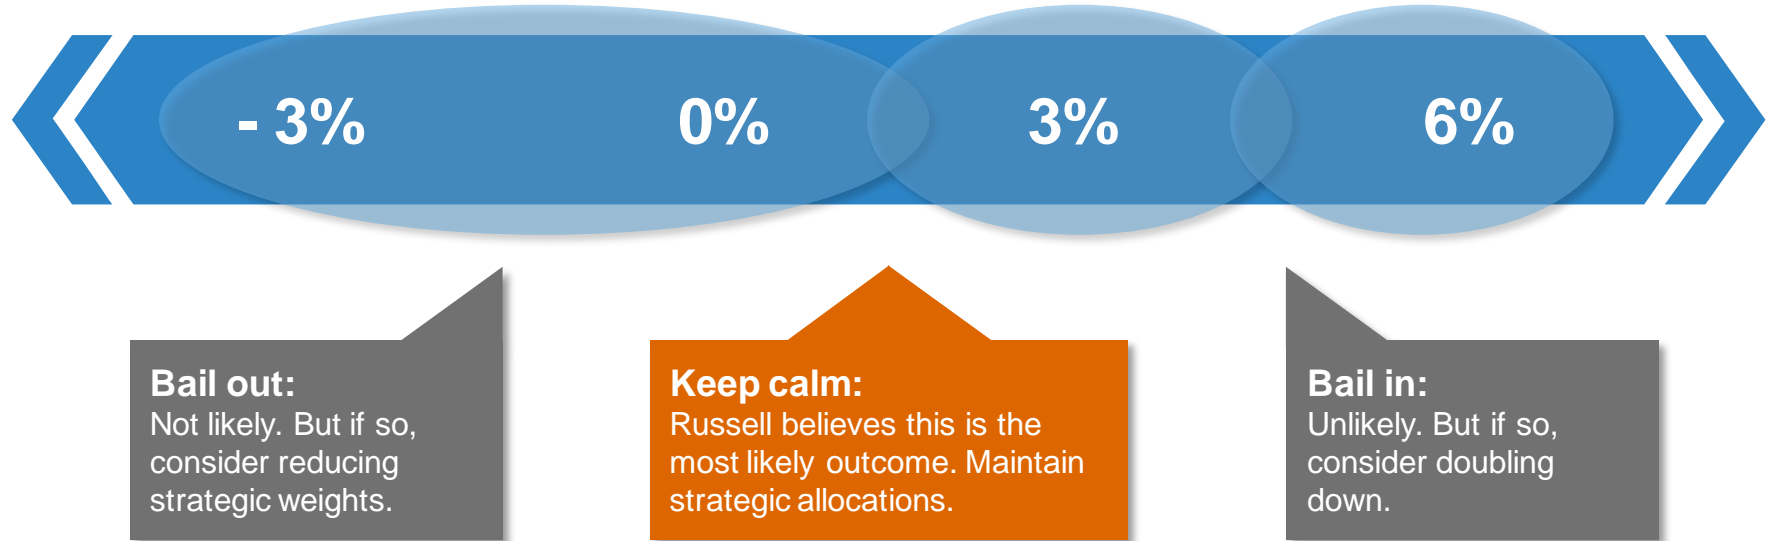 - 3%
0%
3%
6%
Bail out:
Not likely. But if so,
consider reducing
strategic weights.
Keep calm:
Russell believes this is the
most likely outcome. Maintain
strategic allocations.
Bail in:
Unlikely. But if so,
consider doubling
down.